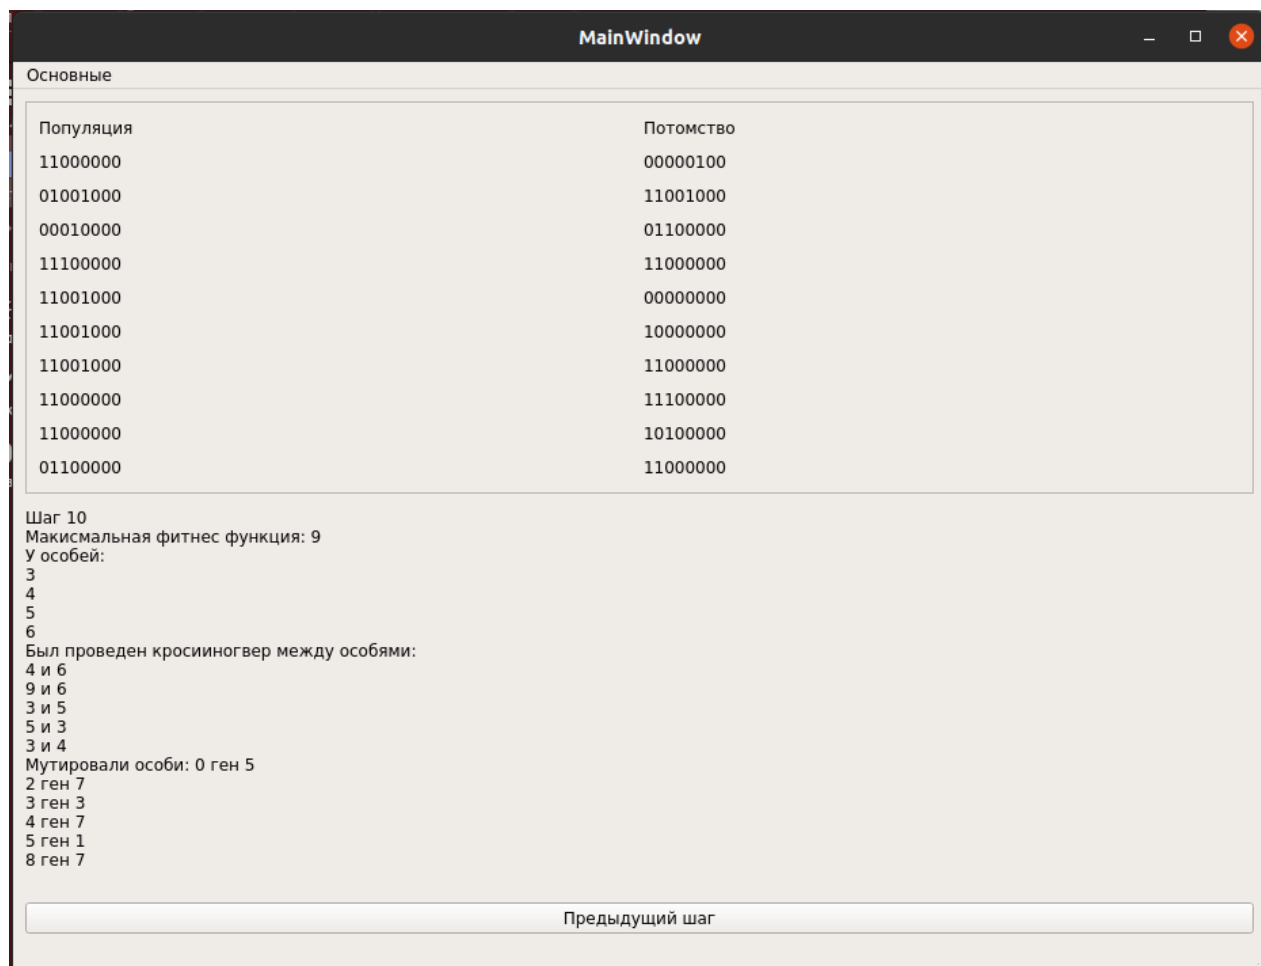 MainWindow
Основные
Популяция Потомство
11000000 00000100
01001000 11001000
00010000 01100000
11100000 11000000
11001000 00000000
11001000 10000000
11001000 11000000
11000000 11100000
11000000 10100000
01100000 11000000
Шаг 10
Макисмальная фитнес функция: 9
У особей:
3
4
5
6
Был проведен кросииногвер между особями:
4 и 6
9 и 6
3 и 5
5 и 3
3 и 4
Мутировали особи: 0 ген 5
2 ген 7
3 ген 3
4 ген 7
5 ген 1
8 ген 7
Предыдущий шаг